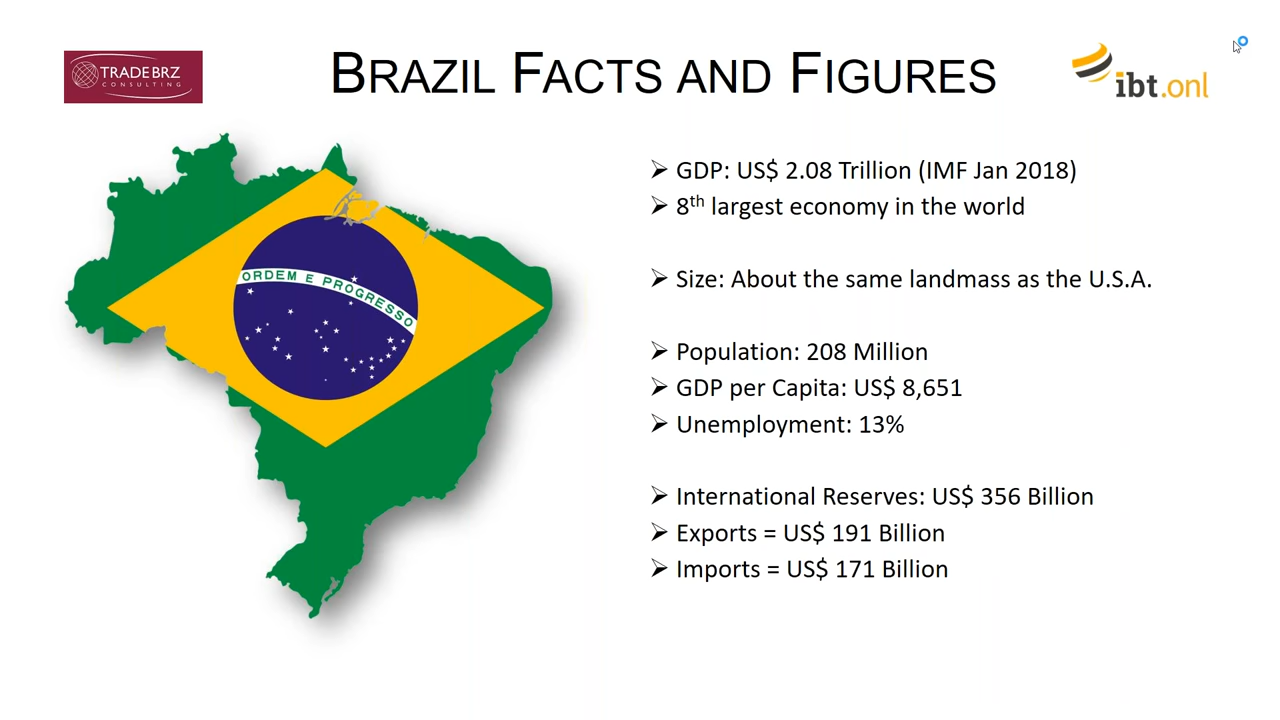 TRADEBRZ
CONSULTING
BRAZIL FACTS AND FIGURES
ibt.onl
ORDEM E PROGRESSO
➢ GDP: US$ 2.08 Trillion (IMF Jan 2018)
➢ 8th largest economy in the world
➢ Size: About the same landmass as the U.S.A.
➢ Population: 208 Million
➢ GDP per Capita: US$ 8,651
➢ Unemployment: 13%
➢ International Reserves: US$ 356 Billion
➢ Exports = US$ 191 Billion
➢ Imports = US$ 171 Billion